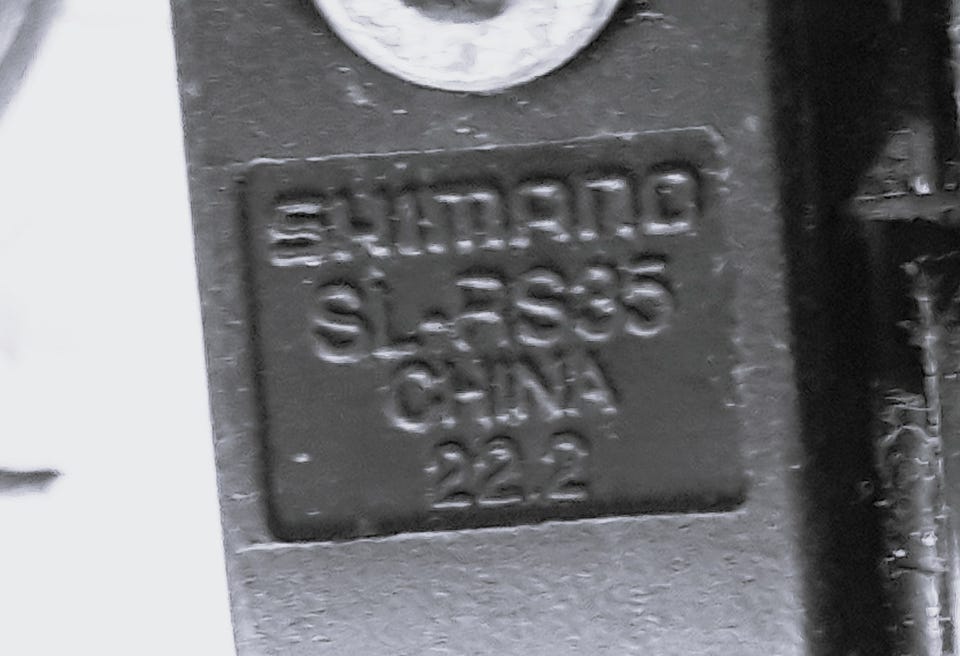 SHIMANO
SL-RS35
CHINA
22.2